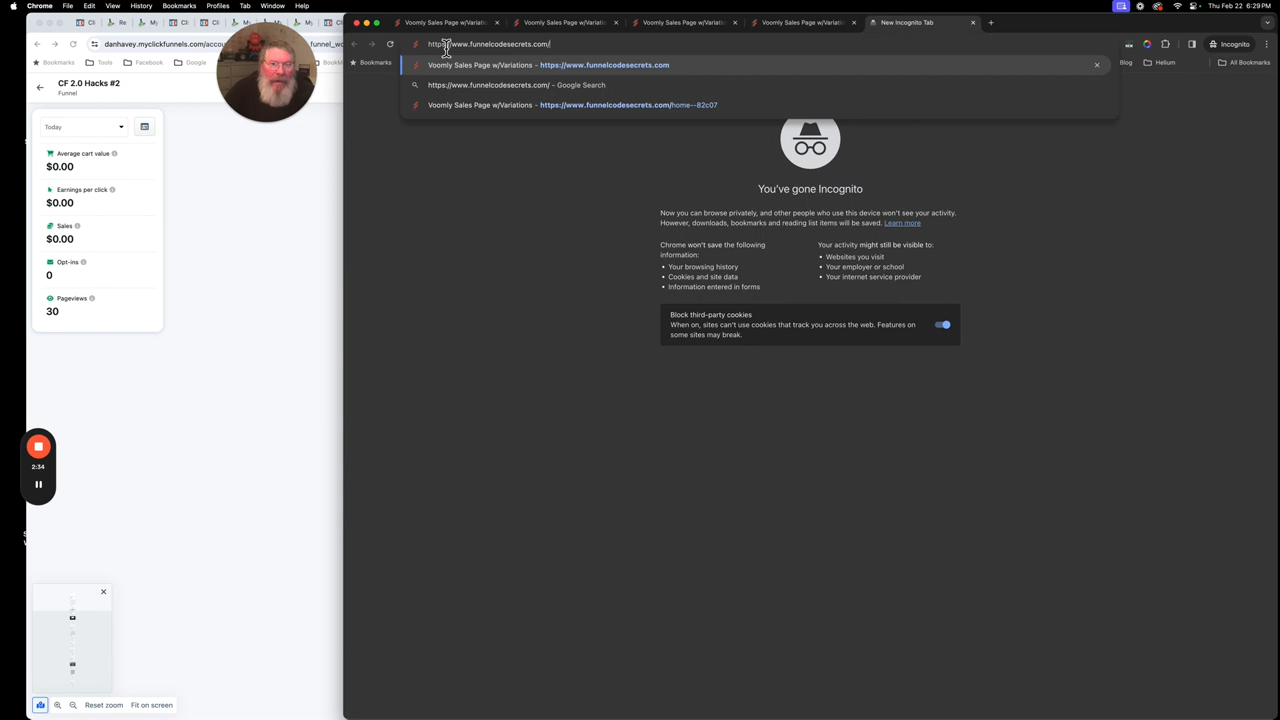 Chrome File Edit View History Bookmarks Profiles Tab Window Help
Thu Feb 22 6:29 PM
Voomly Sales Page w/Variatio
Voomly Sales Page w/Variatio
Voomly Sales Page w/Variatio
Voomly Sales Page w/Variatio
New Incognito Tab
danhavey.myclickfunnels.com/accou
funnel_wo
https://www.funnelcodesecrets.com/
Incognito
Bookmarks
Tools
Facebook
Google
Bookm
Bookmarks
Blog
Helium
All Bookmarks
Voomly Sales Page w/Variations - https://www.funnelcodesecrets.com
https://www.funnelcodesecrets.com/ - Google Search
Voomly Sales Page w/Variations - https://www.funnelcodesecrets.com/home--82c07
CF 2.0 Hacks #2
Funnel
Today
Average cart value
$0.00
Earnings per click
$0.00
Sales
$0.00
Opt-ins
0
Pageviews
30
You've gone Incognito
Now you can browse privately, and other people who use this device won't see your activity.
However, downloads, bookmarks and reading list items will be saved. Learn more
Chrome won't save the following
information:
• Your browsing history
• Cookies and site data
• Information entered in forms
Your activity might still be visible to:
• Websites you visit
• Your employer or school
• Your internet service provider
Block third-party cookies
When on, sites can't use cookies that track you across the web. Features on
some sites may break.
2:34
Reset zoom
Fit on screen